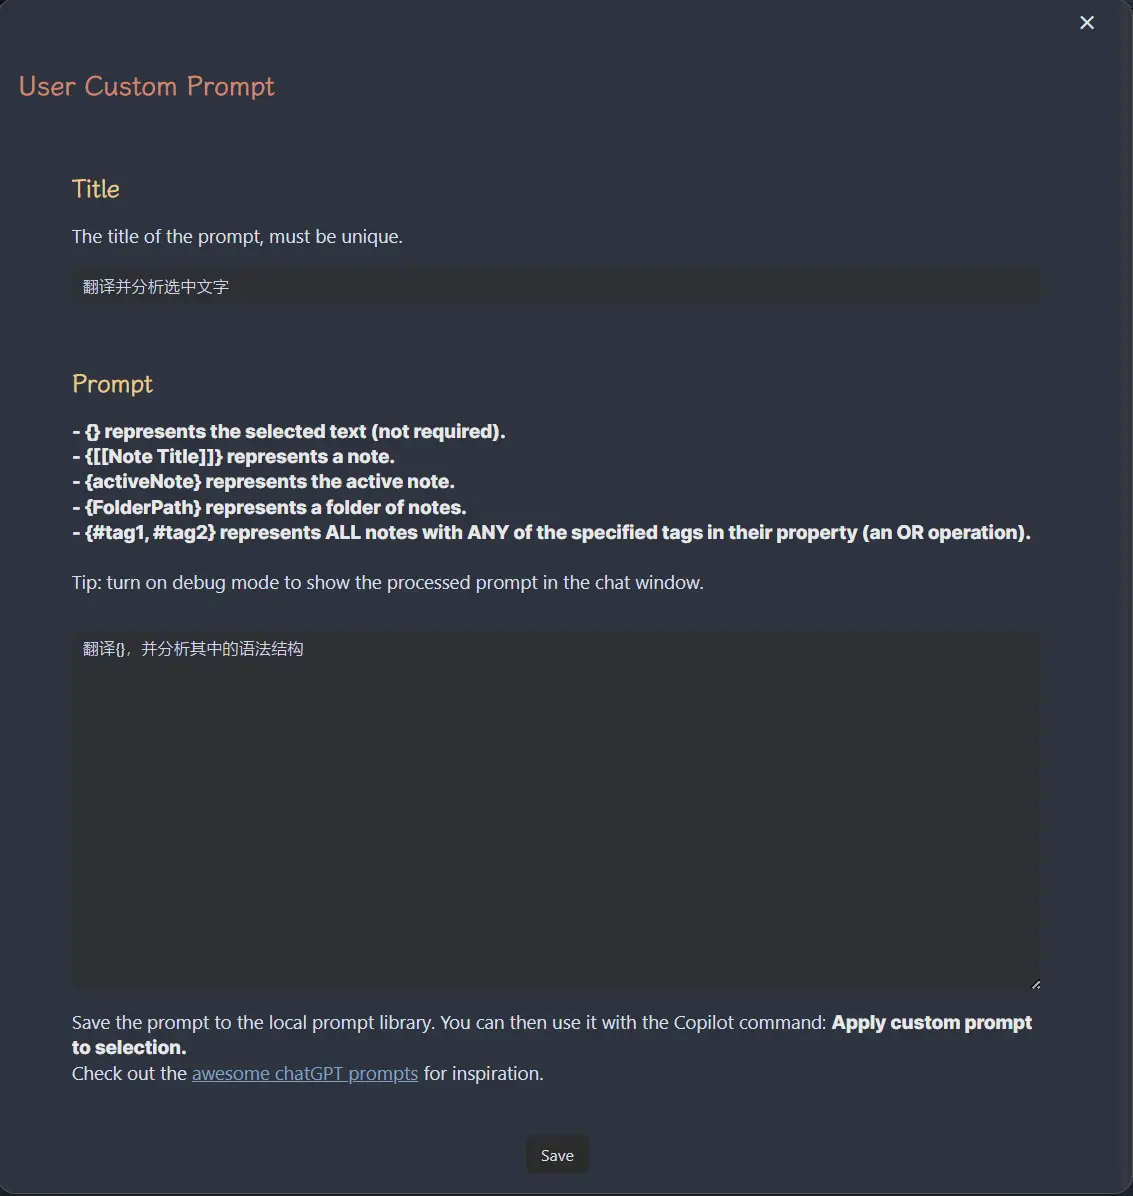 User Custom Prompt
Title
The title of the prompt, must be unique.
翻译并分析选中文字
Prompt
- {} represents the selected text (not required).
- {[[Note Title]]} represents a note.
- {activeNote} represents the active note.
- {FolderPath} represents a folder of notes.
- {#tag1, #tag2} represents ALL notes with ANY of the specified tags in their property (an OR operation).
Tip: turn on debug mode to show the processed prompt in the chat window.
翻译{}，并分析其中的语法结构
Save the prompt to the local prompt library. You can then use it with the Copilot command: Apply custom prompt
to selection.
Check out the awesome chatGPT prompts for inspiration.
Save